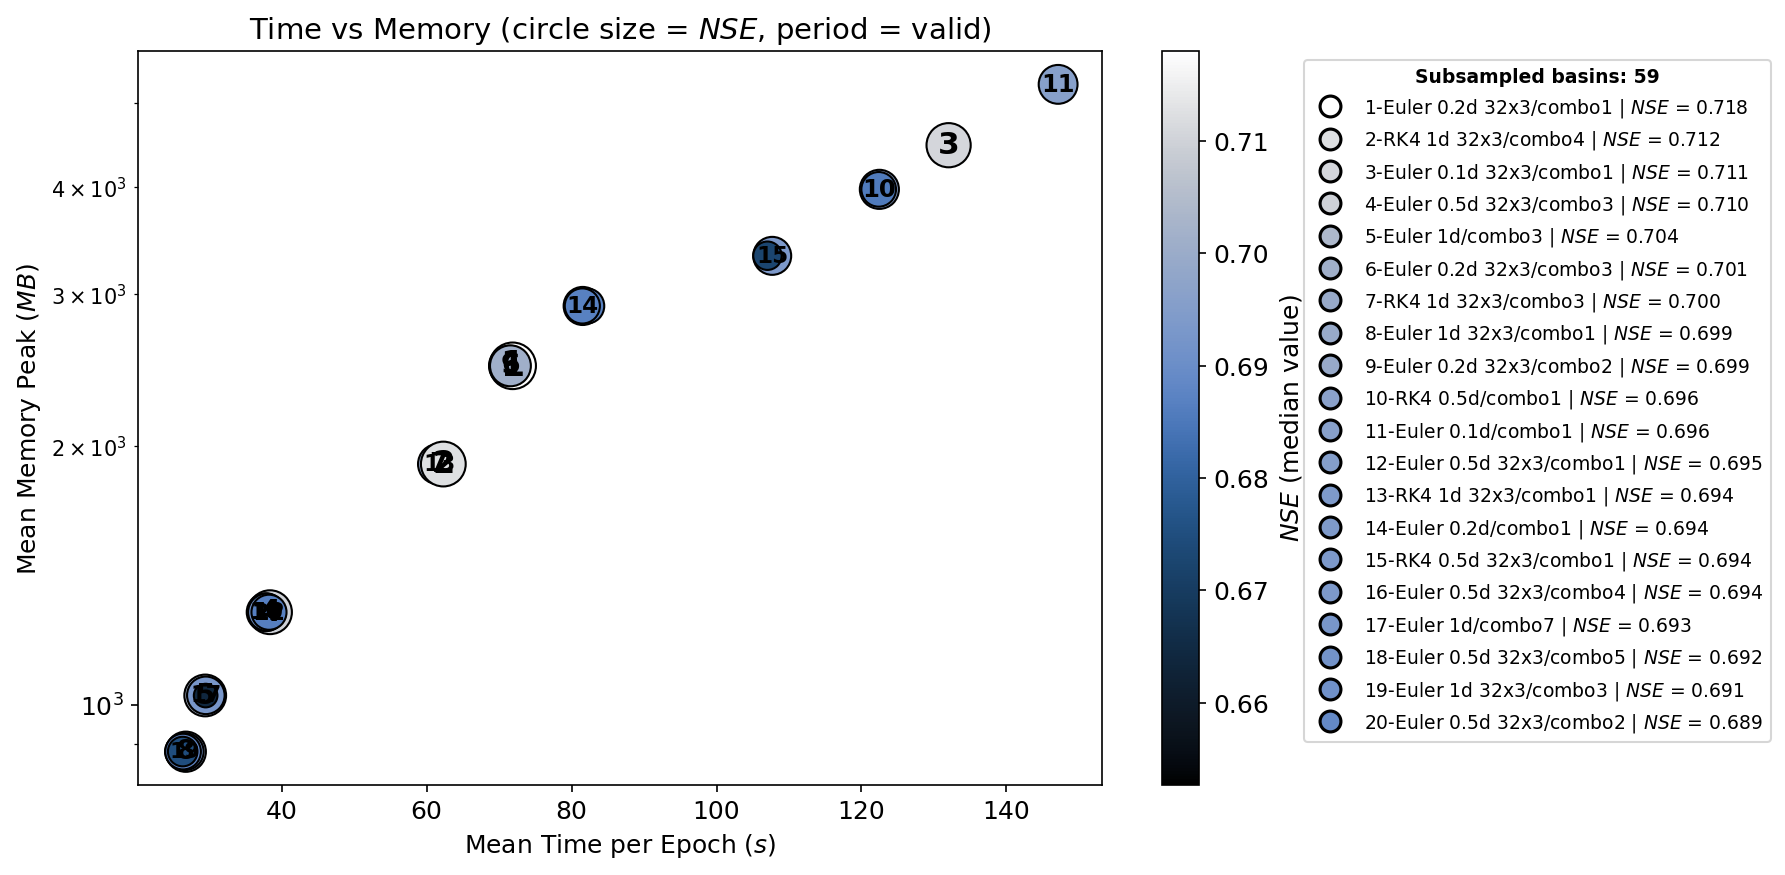 Time vs Memory (circle size = NSE, period = valid)
Mean Memory Peak (MB)
4 × 10³
3 × 10³
2 × 10³
10³
11
3
10
15
14
1
2
40
60
80
100
120
140
Mean Time per Epoch (s)
0.71
0.70
0.69
0.68
0.67
0.66
NSE (median value)
Subsampled basins: 59
1-Euler 0.2d 32x3/combo1 | NSE = 0.718
2-RK4 1d 32x3/combo4 | NSE = 0.712
3-Euler 0.1d 32x3/combo1 | NSE = 0.711
4-Euler 0.5d 32x3/combo3 | NSE = 0.710
5-Euler 1d/combo3 | NSE = 0.704
6-Euler 0.2d 32x3/combo3 | NSE = 0.701
7-RK4 1d 32x3/combo3 | NSE = 0.700
8-Euler 1d 32x3/combo1 | NSE = 0.699
9-Euler 0.2d 32x3/combo2 | NSE = 0.699
10-RK4 0.5d/combo1 | NSE = 0.696
11-Euler 0.1d/combo1 | NSE = 0.696
12-Euler 0.5d 32x3/combo1 | NSE = 0.695
13-RK4 1d 32x3/combo1 | NSE = 0.694
14-Euler 0.2d/combo1 | NSE = 0.694
15-RK4 0.5d 32x3/combo1 | NSE = 0.694
16-Euler 0.5d 32x3/combo4 | NSE = 0.694
17-Euler 1d/combo7 | NSE = 0.693
18-Euler 0.5d 32x3/combo5 | NSE = 0.692
19-Euler 1d 32x3/combo3 | NSE = 0.691
20-Euler 0.5d 32x3/combo2 | NSE = 0.689